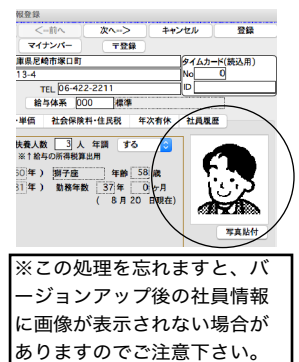 報登録
<ー前へ 次へー> キャンセル 登録
マイナンバー 〒登録
庫県尼崎市塚口町
13-4
タイムカード(読込用)
No 0
ID
TEL 06-422-2211
給与体系 000 標準
・単価 社会保険料・住民税 年次有休 社員履歴
扶養人数 3 人 年調 する
※↑給与の所得税算出用
年) 獅子座 年齢 58 歳
年) 勤務年数 37 年 0 ヶ月
( 8 月 20 日現在)
写真貼付
※この処理を忘れますと、バ
ージョンアップ後の社員情報
に画像が表示されない場合が
ありますのでご注意下さい。